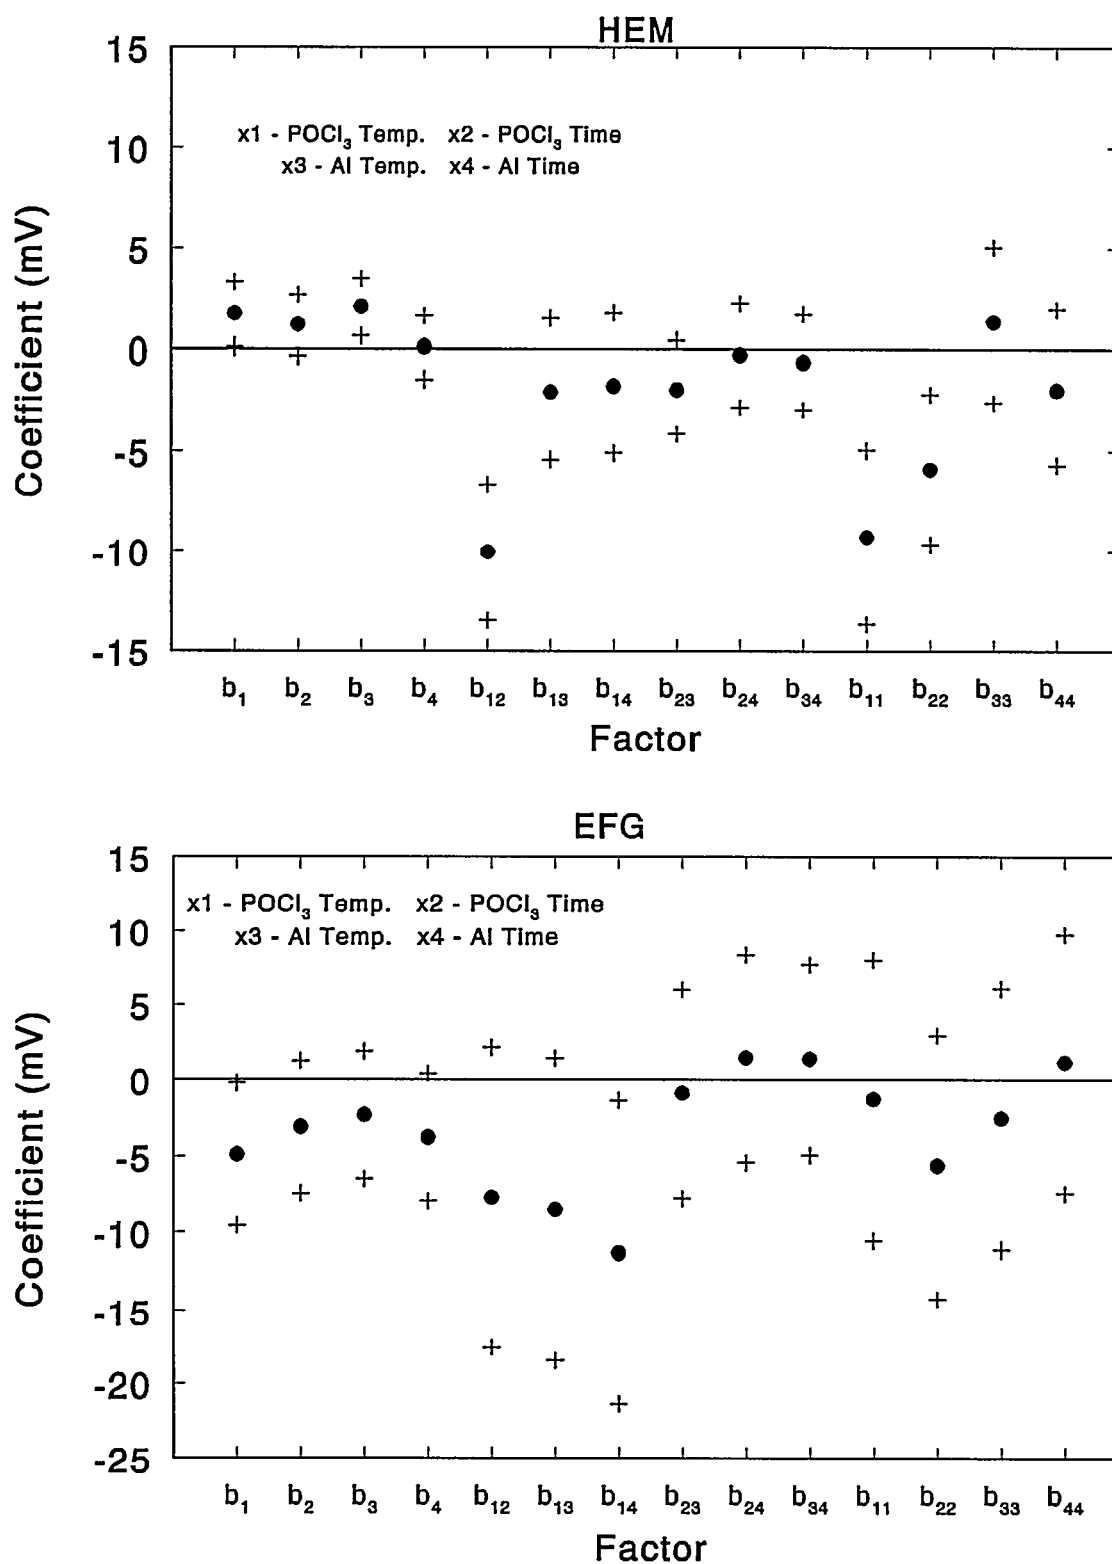 HEM
15
10
5
0
-5
-10
-15
Coefficient (mV)
x1 - POCl₃ Temp. x2 - POCl₃ Time
x3 - Al Temp. x4 - Al Time
b₁ b₂ b₃ b₄ b₁₂ b₁₃ b₁₄ b₂₃ b₂₄ b₃₄ b₁₁ b₂₂ b₃₃ b₄₄
Factor
EFG
15
10
5
0
-5
-10
-15
-20
-25
Coefficient (mV)
x1 - POCl₃ Temp. x2 - POCl₃ Time
x3 - Al Temp. x4 - Al Time
b₁ b₂ b₃ b₄ b₁₂ b₁₃ b₁₄ b₂₃ b₂₄ b₃₄ b₁₁ b₂₂ b₃₃ b₄₄
Factor